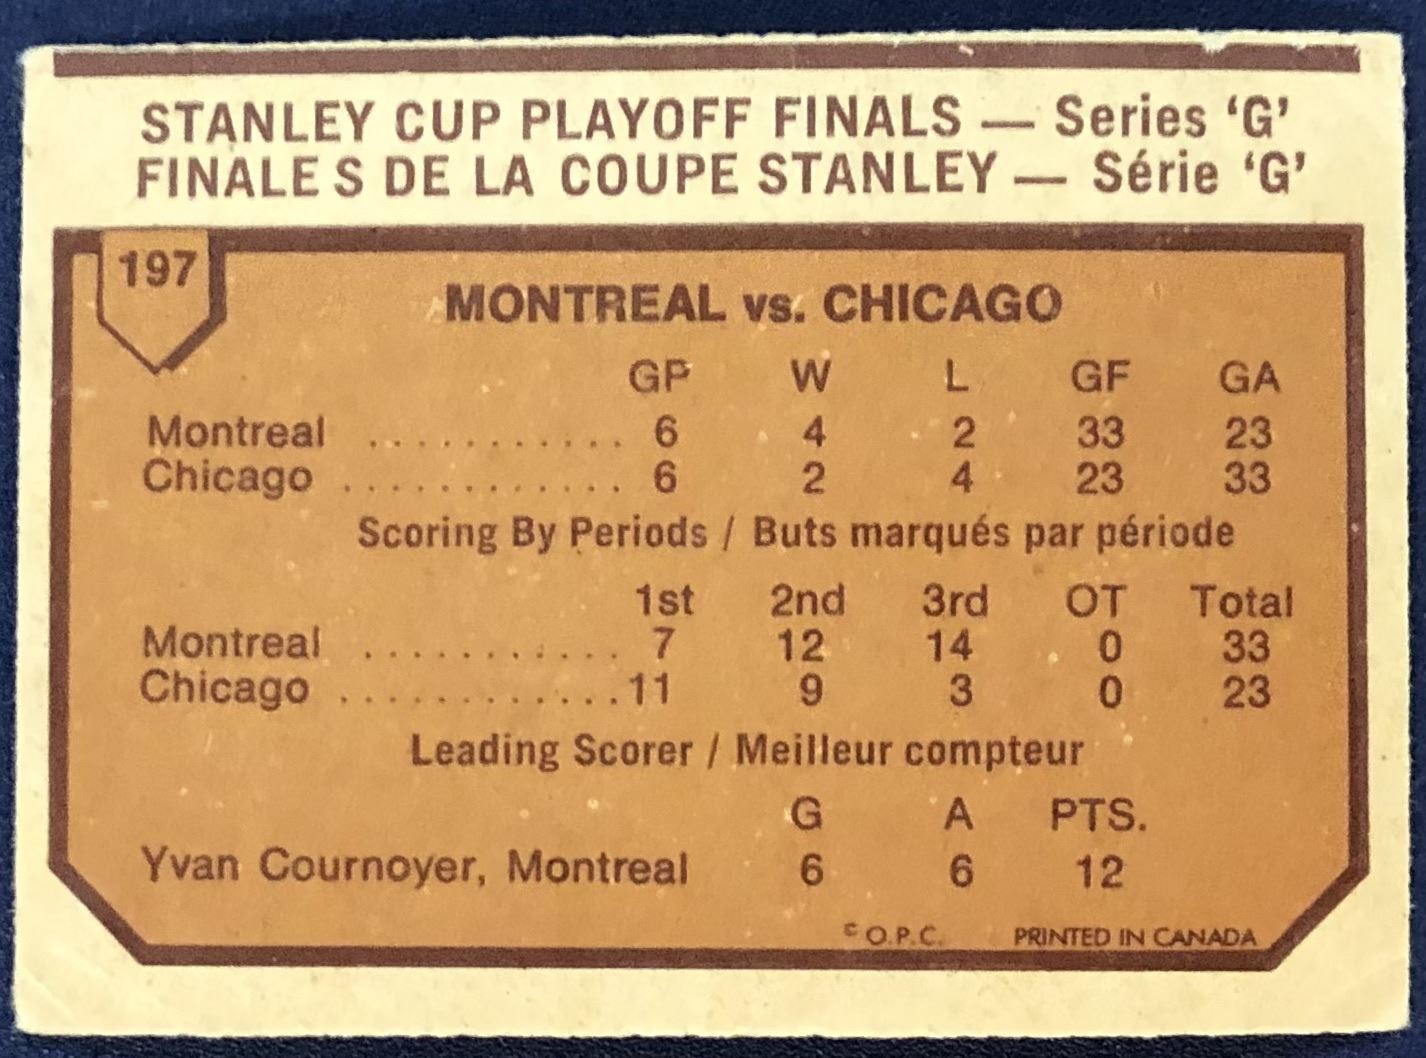 STANLEY CUP PLAYOFF FINALS — Series ‘G’
FINALES DE LA COUPE STANLEY — Série ‘G’
197
MONTREAL vs. CHICAGO
GP W L GF GA
Montreal ........... 6 4 2 33 23
Chicago ............ 6 2 4 23 33
Scoring By Periods / Buts marqués par période
1st 2nd 3rd OT Total
Montreal ........... 7 12 14 0 33
Chicago ............ 11 9 3 0 23
Leading Scorer / Meilleur compteur
G A PTS.
Yvan Cournoyer, Montreal 6 6 12
© O.P.C. PRINTED IN CANADA